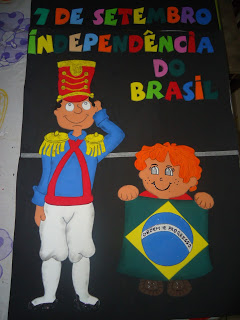 7 DE SETEMBRO
INDEPENDÊNCIA
DO
BRASIL
ORDEM E PROGRESSO